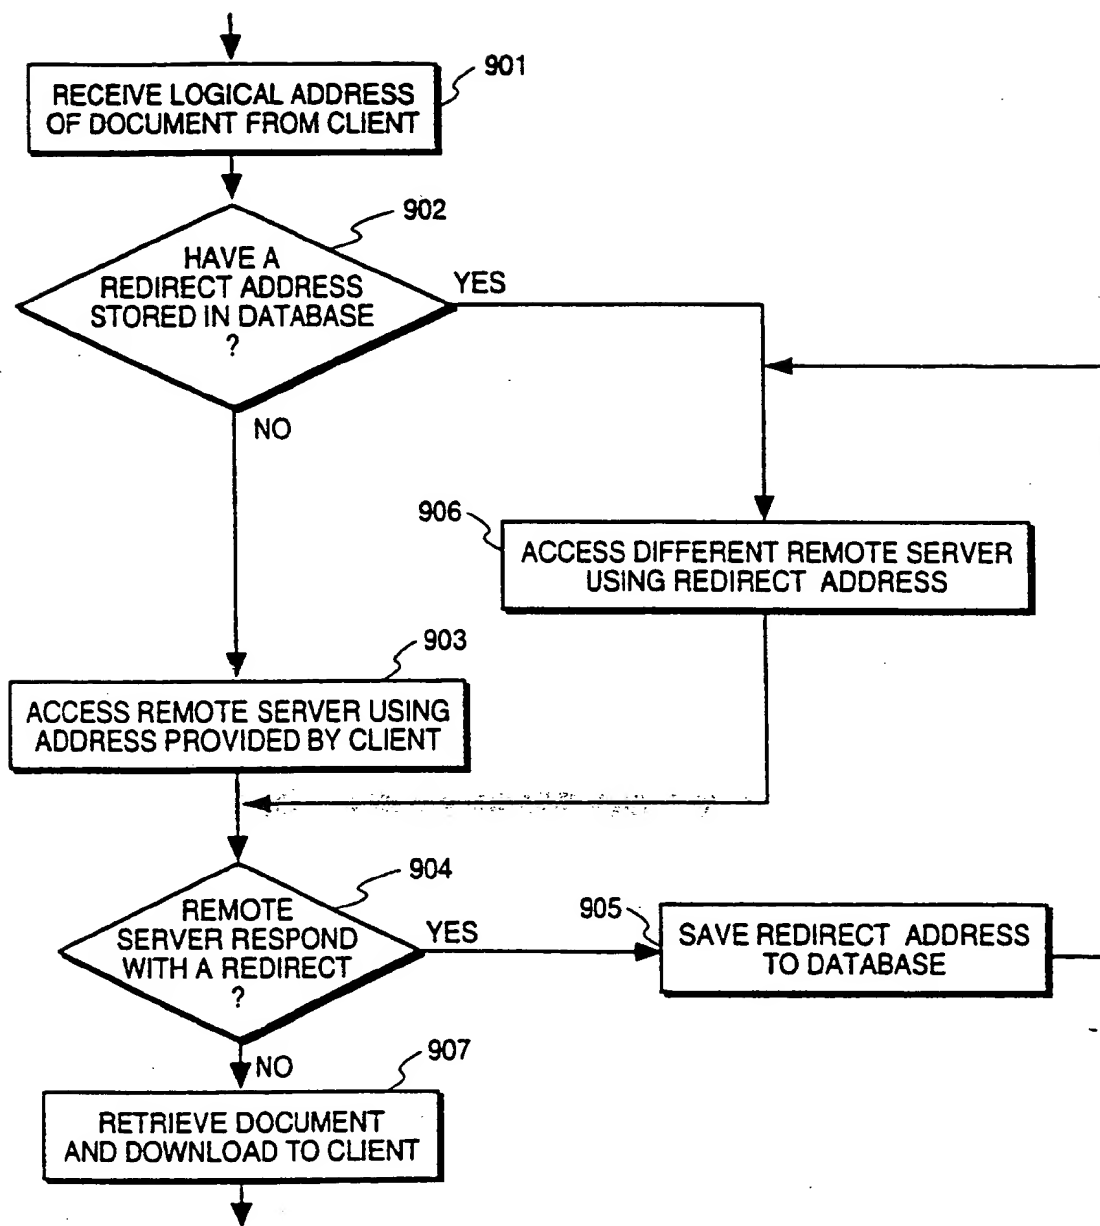 901
RECEIVE LOGICAL ADDRESS
OF DOCUMENT FROM CLIENT
902
HAVE A
REDIRECT ADDRESS
STORED IN DATABASE
?
YES
NO
906
ACCESS DIFFERENT REMOTE SERVER
USING REDIRECT ADDRESS
903
ACCESS REMOTE SERVER USING
ADDRESS PROVIDED BY CLIENT
904
REMOTE
SERVER RESPOND
WITH A REDIRECT
?
YES
905
SAVE REDIRECT ADDRESS
TO DATABASE
NO
907
RETRIEVE DOCUMENT
AND DOWNLOAD TO CLIENT